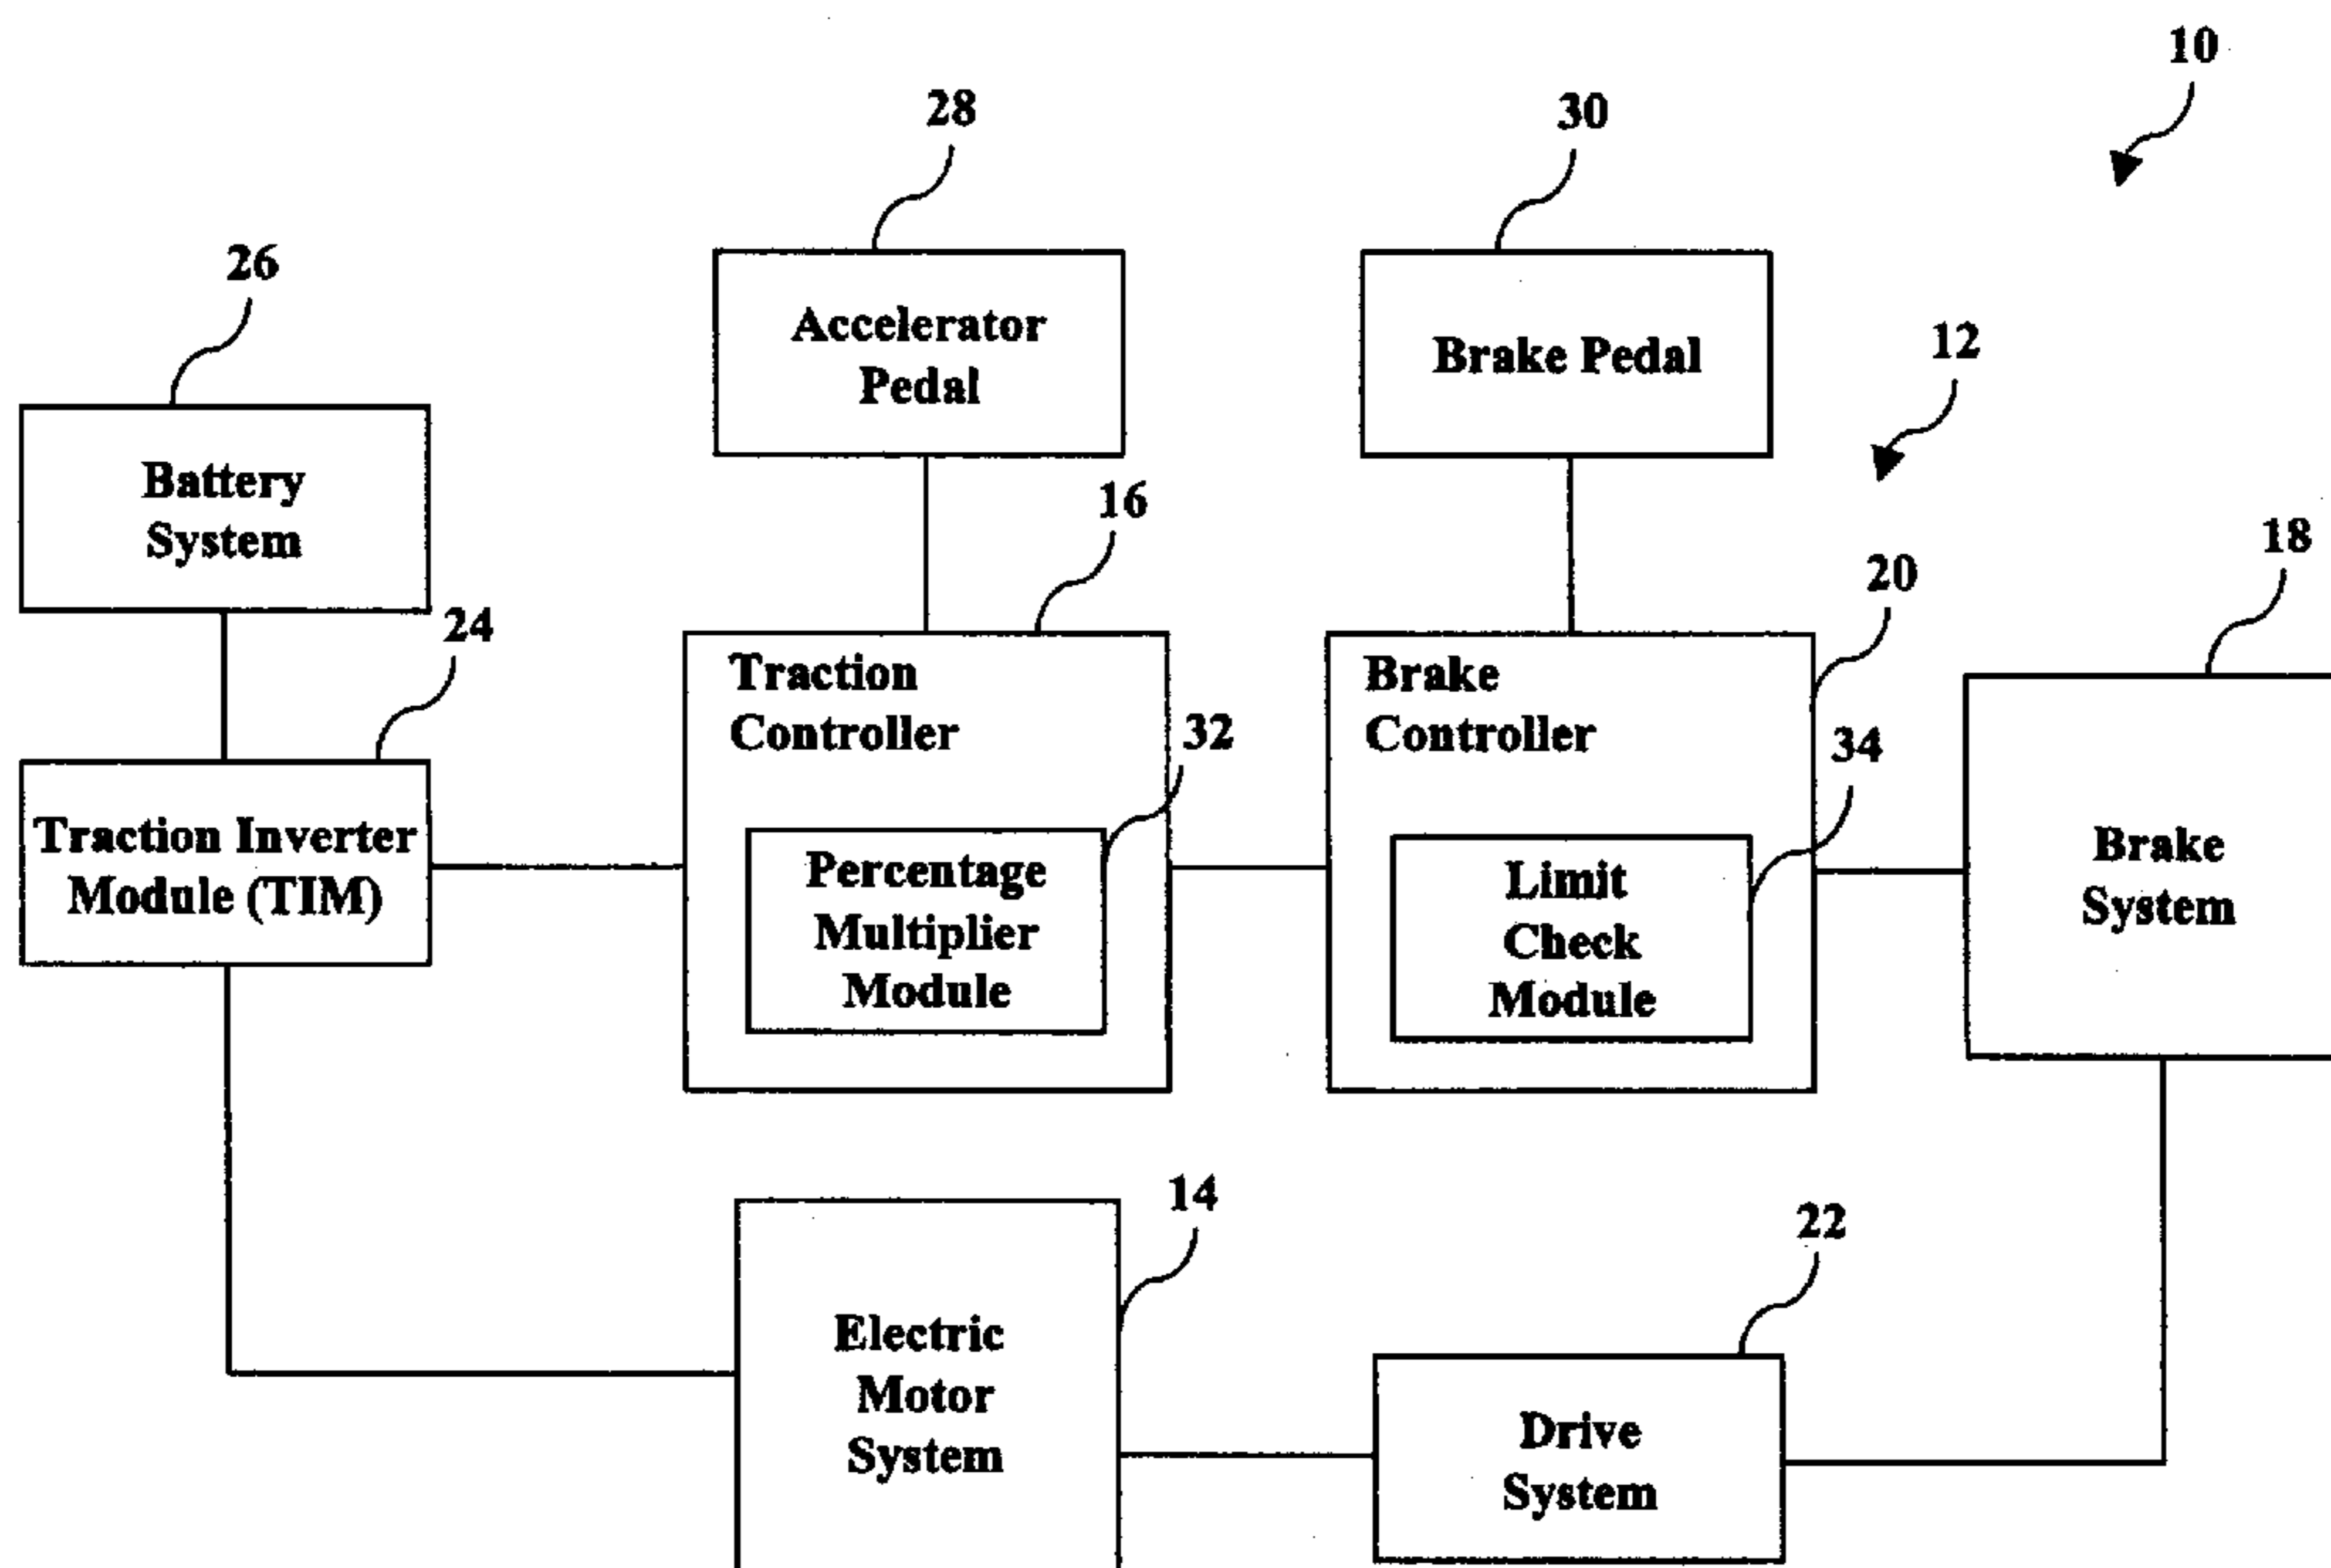 10
28
30
26
Accelerator
Pedal
Brake Pedal
12
Battery
System
16
18
20
24
Traction
Controller
Brake
Controller
32
34
Traction Inverter
Module (TIM)
Percentage
Multiplier
Module
Limit
Check
Module
Brake
System
14
22
Electric
Motor
System
Drive
System